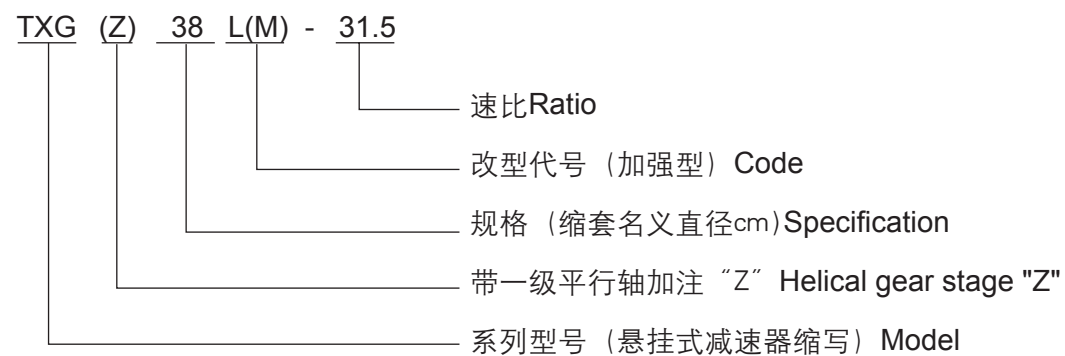 TXG (Z) 38 L(M) - 31.5
速比Ratio
改型代号（加强型）Code
规格（缩套名义直径cm)Specification
带一级平行轴加注“Z”Helical gear stage "Z"
系列型号（悬挂式减速器缩写）Model